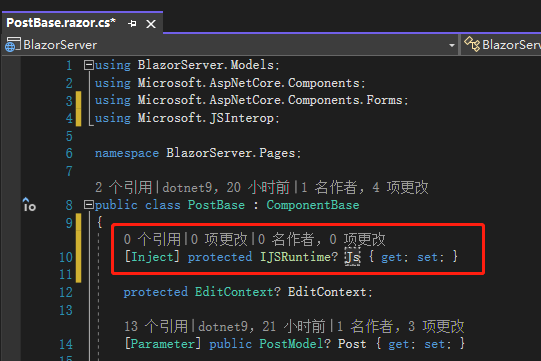 PostBase.razor.cs*
BlazorServer BlazorServer
1 using BlazorServer.Models;
2 using Microsoft.AspNetCore.Components;
3 using Microsoft.AspNetCore.Components.Forms;
4 using Microsoft.JSInterop;
5
6 namespace BlazorServer.Pages;
7
2 个引用|dotnet9，20 小时前|1 名作者，4 项更改
8 public class PostBase : ComponentBase
9 {
0 个引用|0 项更改|0 名作者，0 项更改
10 [Inject] protected IJSRuntime? Js { get; set; }
11
12 protected EditContext? EditContext;
13
13 个引用|dotnet9，21 小时前|1 名作者，3 项更改
14 [Parameter] public PostModel? Post { get; set; }